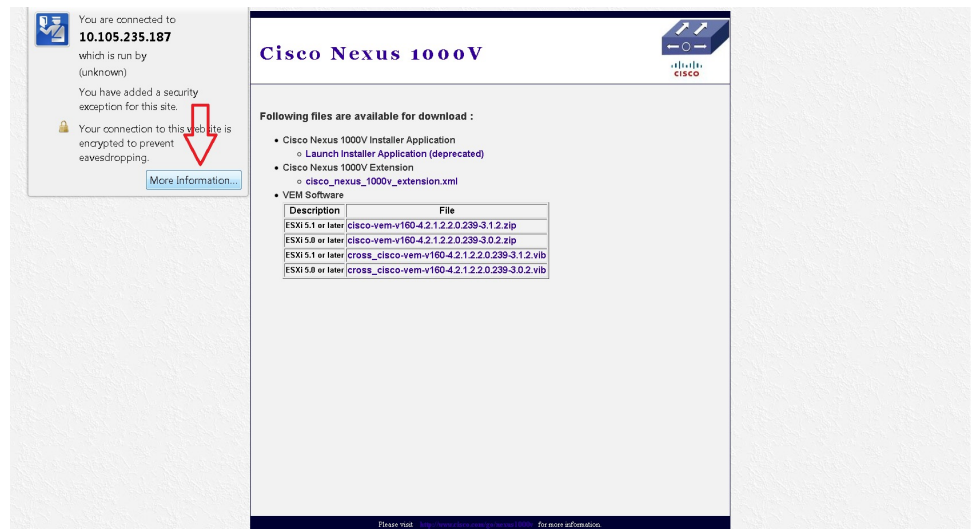 You are connected to
10.105.235.187
which is run by
(unknown)
You have added a security
exception for this site.
Your connection to this website is
encrypted to prevent
eavesdropping.
More Information...
Cisco Nexus 1000V
CISCO
Following files are available for download :
• Cisco Nexus 1000V Installer Application
○ Launch Installer Application (deprecated)
• Cisco Nexus 1000V Extension
○ cisco_nexus_1000v_extension.xml
• VEM Software
Description File
ESXi 5.1 or later cisco-vem-v160-4.2.1.2.2.0.239-3.1.2.zip
ESXi 5.0 or later cisco-vem-v160-4.2.1.2.2.0.239-3.0.2.zip
ESXi 5.1 or later cross_cisco-vem-v160-4.2.1.2.2.0.239-3.1.2.vib
ESXi 5.0 or later cross_cisco-vem-v160-4.2.1.2.2.0.239-3.0.2.vib
Please visit http://www.cisco.com/go/nexus1000v for more information.